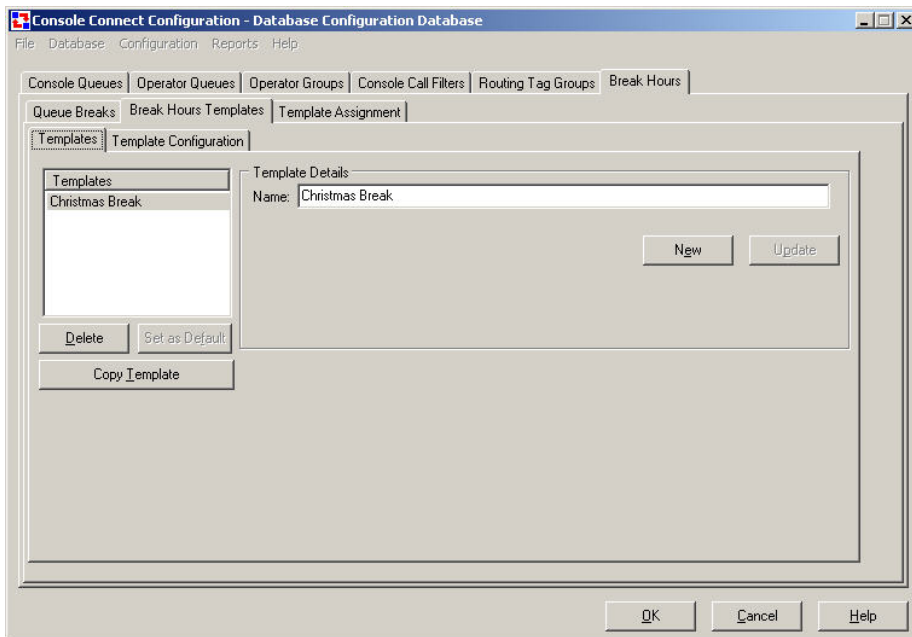 Console Connect Configuration - Database Configuration Database
File Database Configuration Reports Help
Console Queues Operator Queues Operator Groups Console Call Filters Routing Tag Groups Break Hours
Queue Breaks Break Hours Templates Template Assignment
Templates Template Configuration
Templates
Christmas Break
Template Details
Name: Christmas Break
New Update
Delete Set as Default
Copy Template
OK Cancel Help